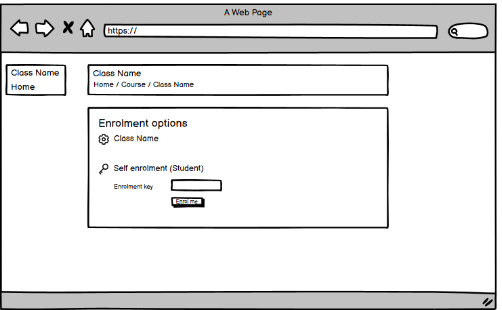 A Web Page
https://
Class Name
Home
Class Name
Home / Course / Class Name
Enrolment options
Class Name
Self enrolment (Student)
Enrolment key
Enrol me